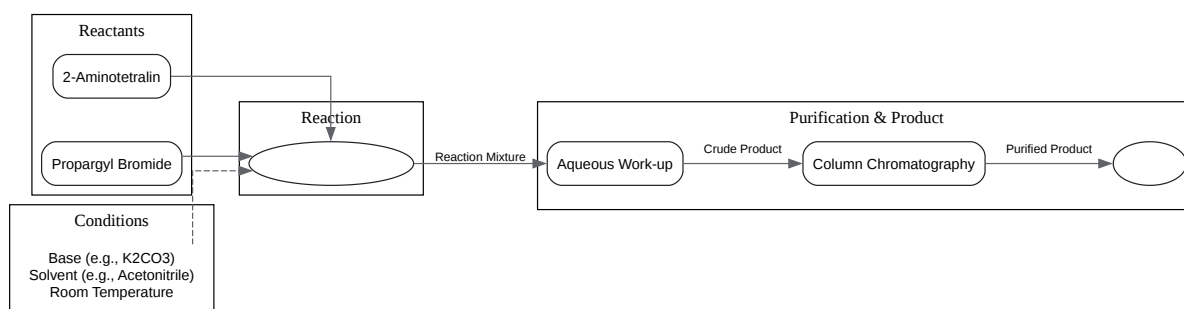 Reactants
2-Aminotetralin
Propargyl Bromide
Conditions
Base (e.g., K2CO3)
Solvent (e.g., Acetonitrile)
Room Temperature
Reaction
Reaction Mixture
Purification & Product
Aqueous Work-up
Crude Product
Column Chromatography
Purified Product